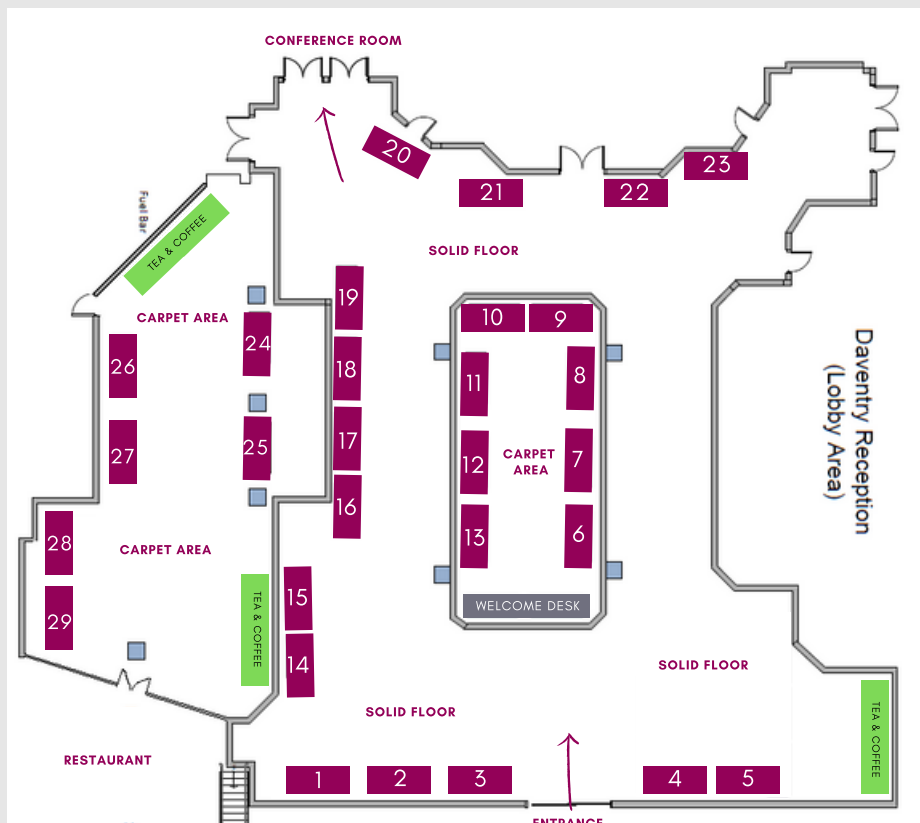 CONFERENCE ROOM
20
21
22
23
Fuel Bar
TEA & COFFEE
SOLID FLOOR
19
10
9
CARPET AREA
24
18
26
11
8
Daventry Reception
(Lobby Area)
25
17
27
12
CARPET
AREA
7
16
13
6
28
CARPET AREA
15
WELCOME DESK
29
TEA & COFFEE
14
SOLID FLOOR
SOLID FLOOR
TEA & COFFEE
RESTAURANT
1
2
3
4
5
ENTRANCE